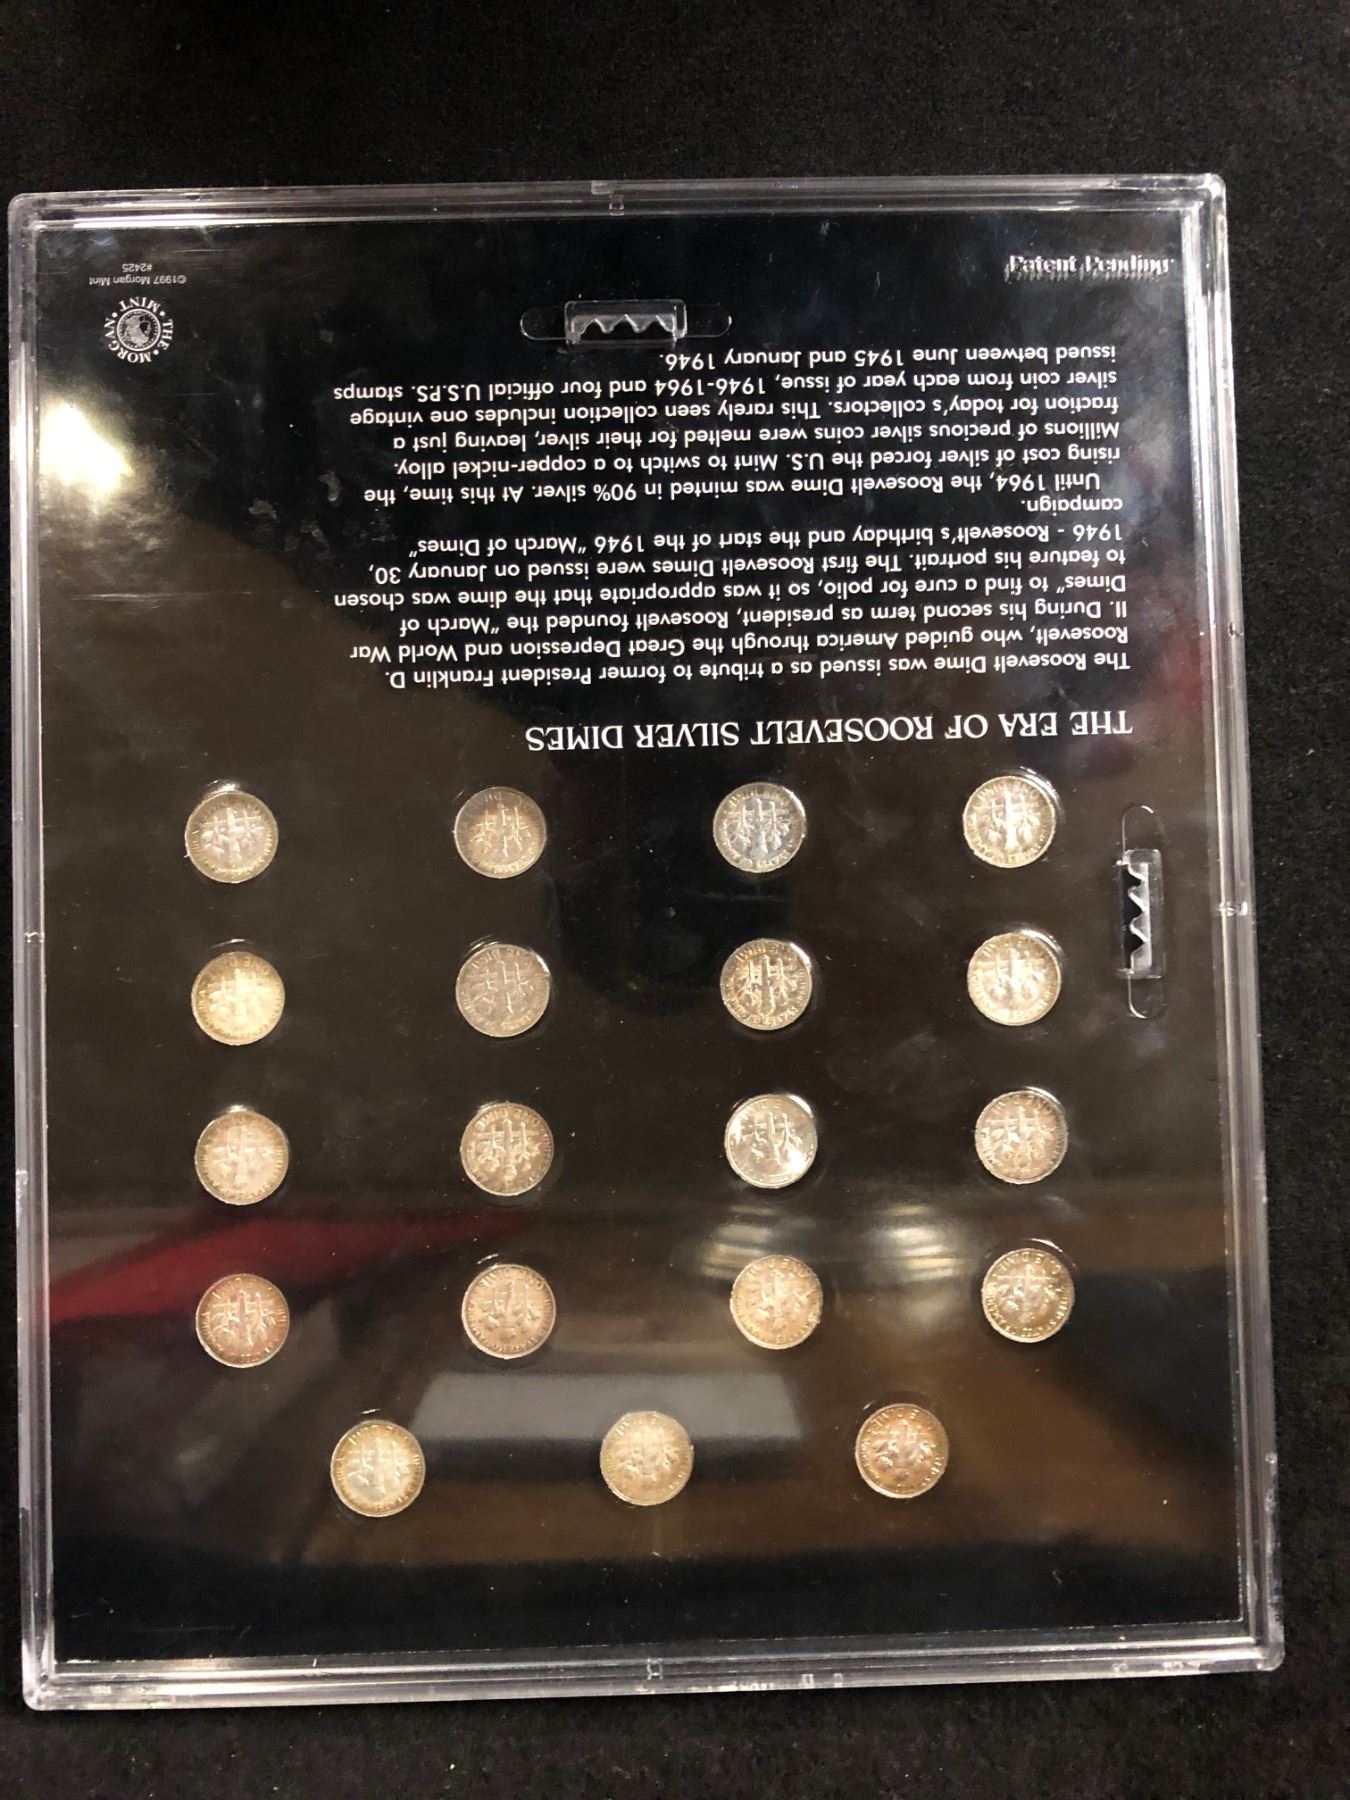 THE ERA OF ROOSEVELT SILVER DIMES
The Roosevelt Dime was issued as a tribute to former President Franklin D.
Roosevelt, who guided America through the Great Depression and World War
II. During his second term as president, Roosevelt founded the "March of
Dimes" to find a cure for polio, so it was appropriate that the dime was chosen
to feature his portrait. The first Roosevelt Dimes were issued on January 30,
1946 - Roosevelt's birthday and the start of the 1946 "March of Dimes"
campaign.
Until 1964, the Roosevelt Dime was minted in 90% silver. At this time, the
rising cost of silver forced the U.S. Mint to switch to a copper-nickel alloy.
Millions of precious silver coins were melted for their silver, leaving just a
fraction for today's collectors. This rarely seen collection includes one vintage
silver coin from each year of issue, 1946-1964 and four official U.S.P.S. stamps
issued between June 1945 and January 1946.
THE • MORGAN • MINT •
©1997 Morgan Mint
#2425
Patent Pending